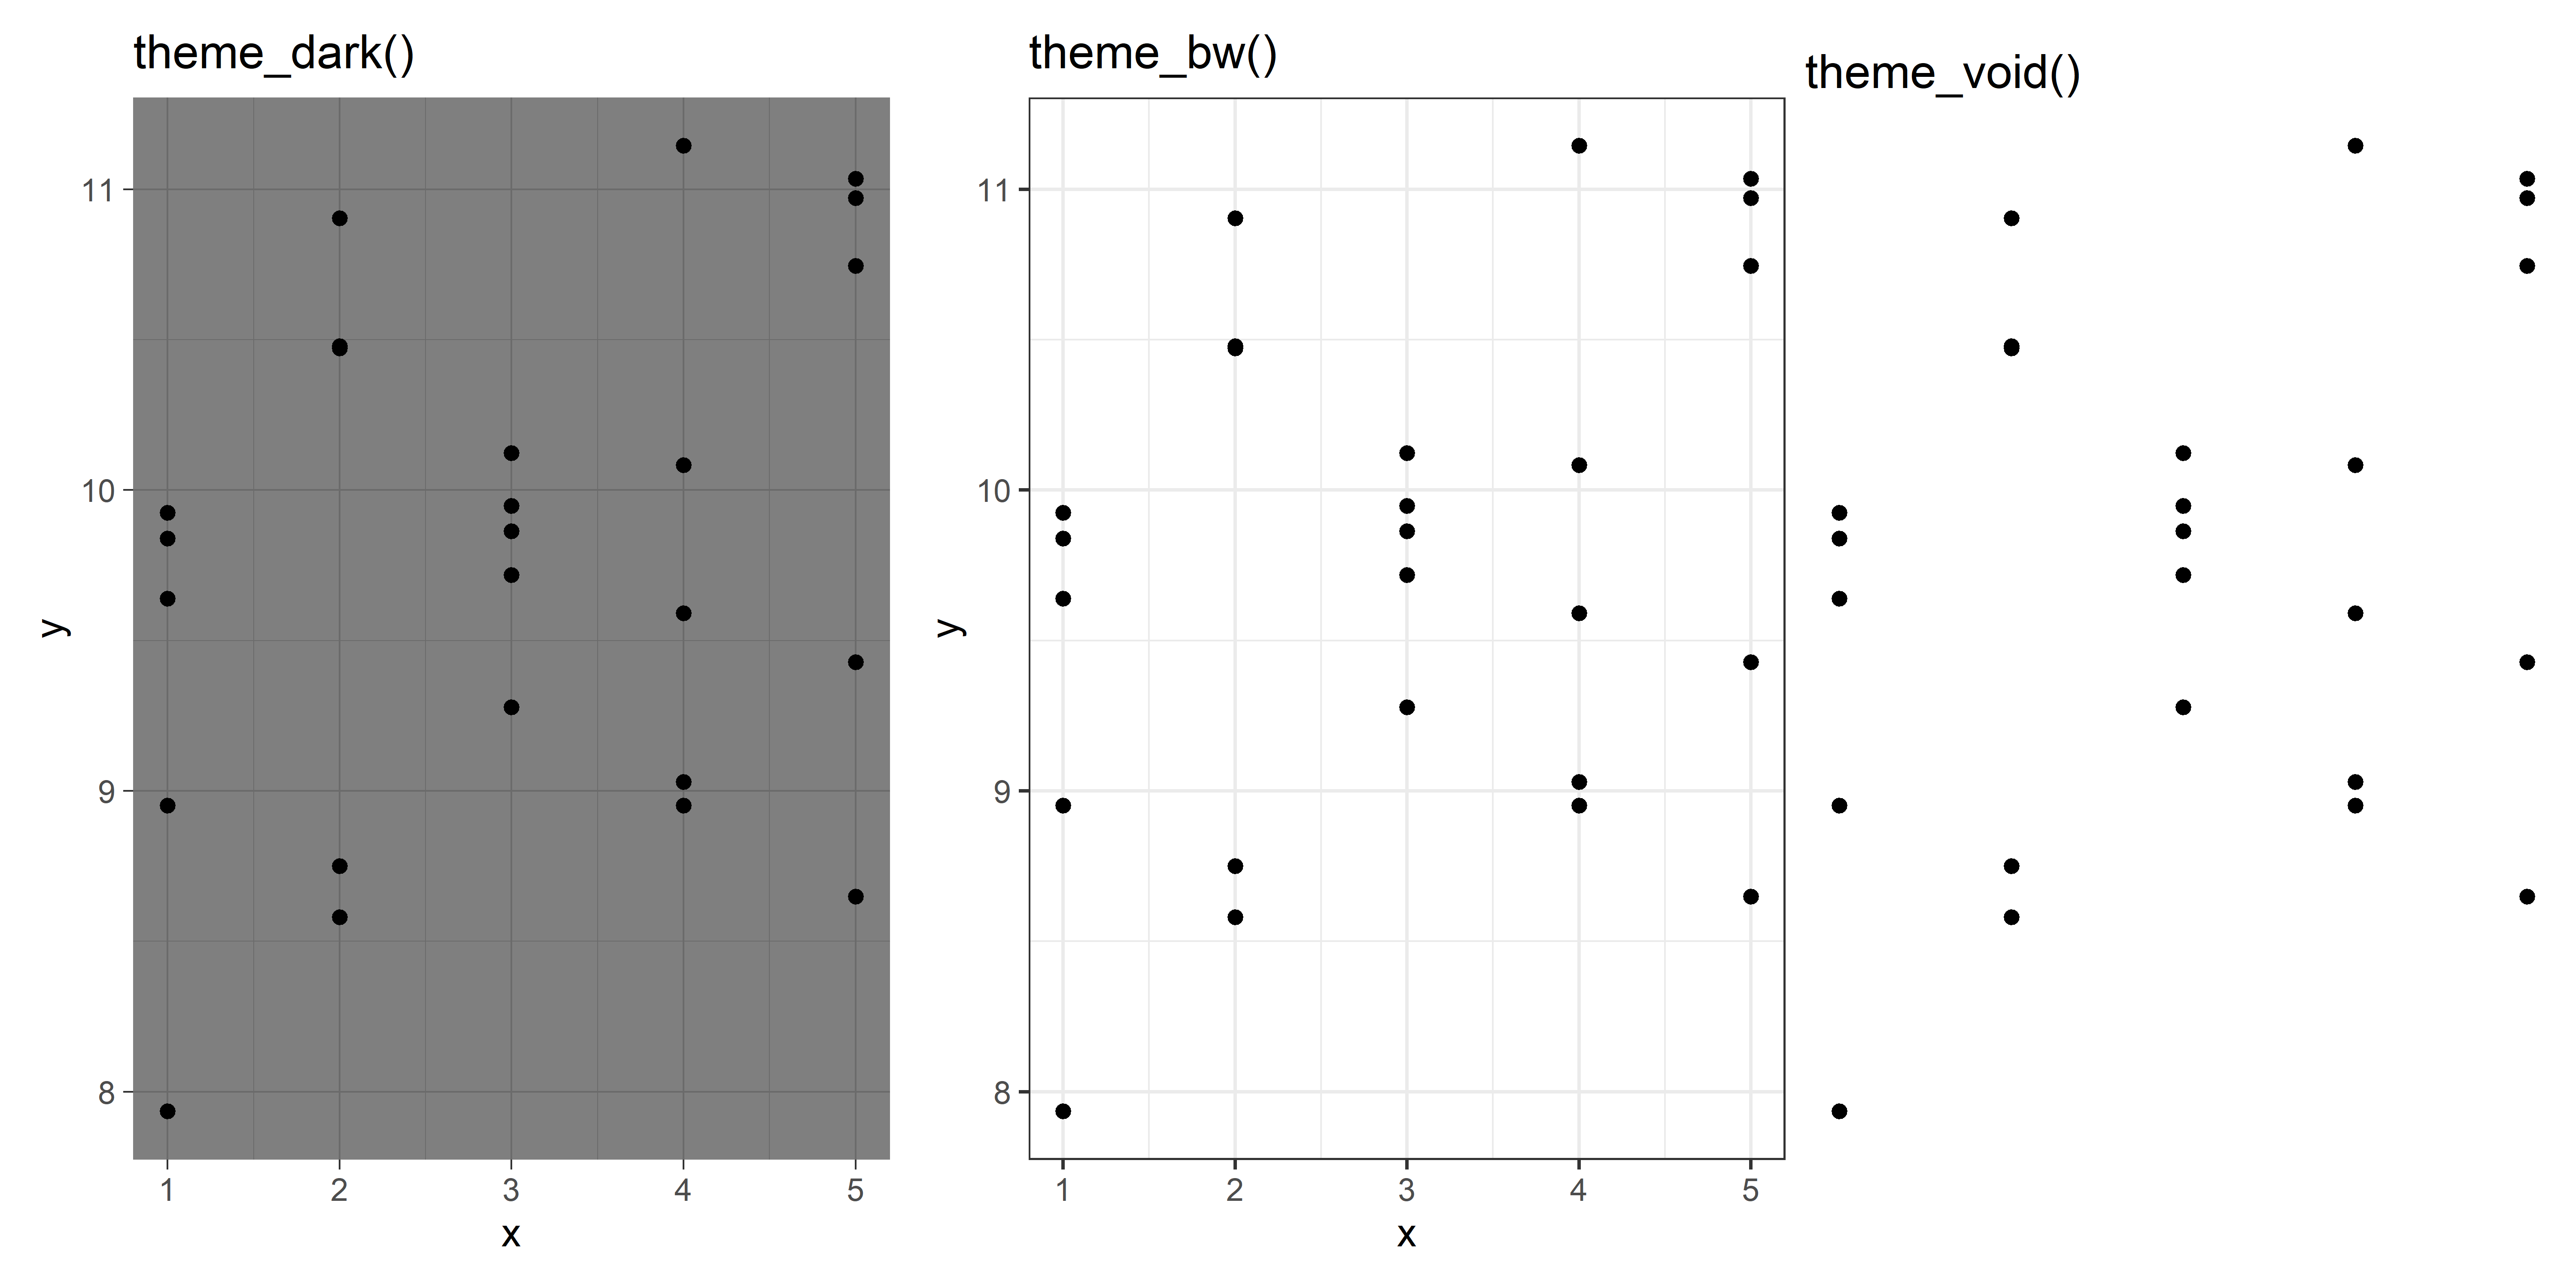 theme_dark()
11
10
9
8
y
1 2 3 4 5
x
theme_bw()
11
10
9
8
y
1 2 3 4 5
x
theme_void()